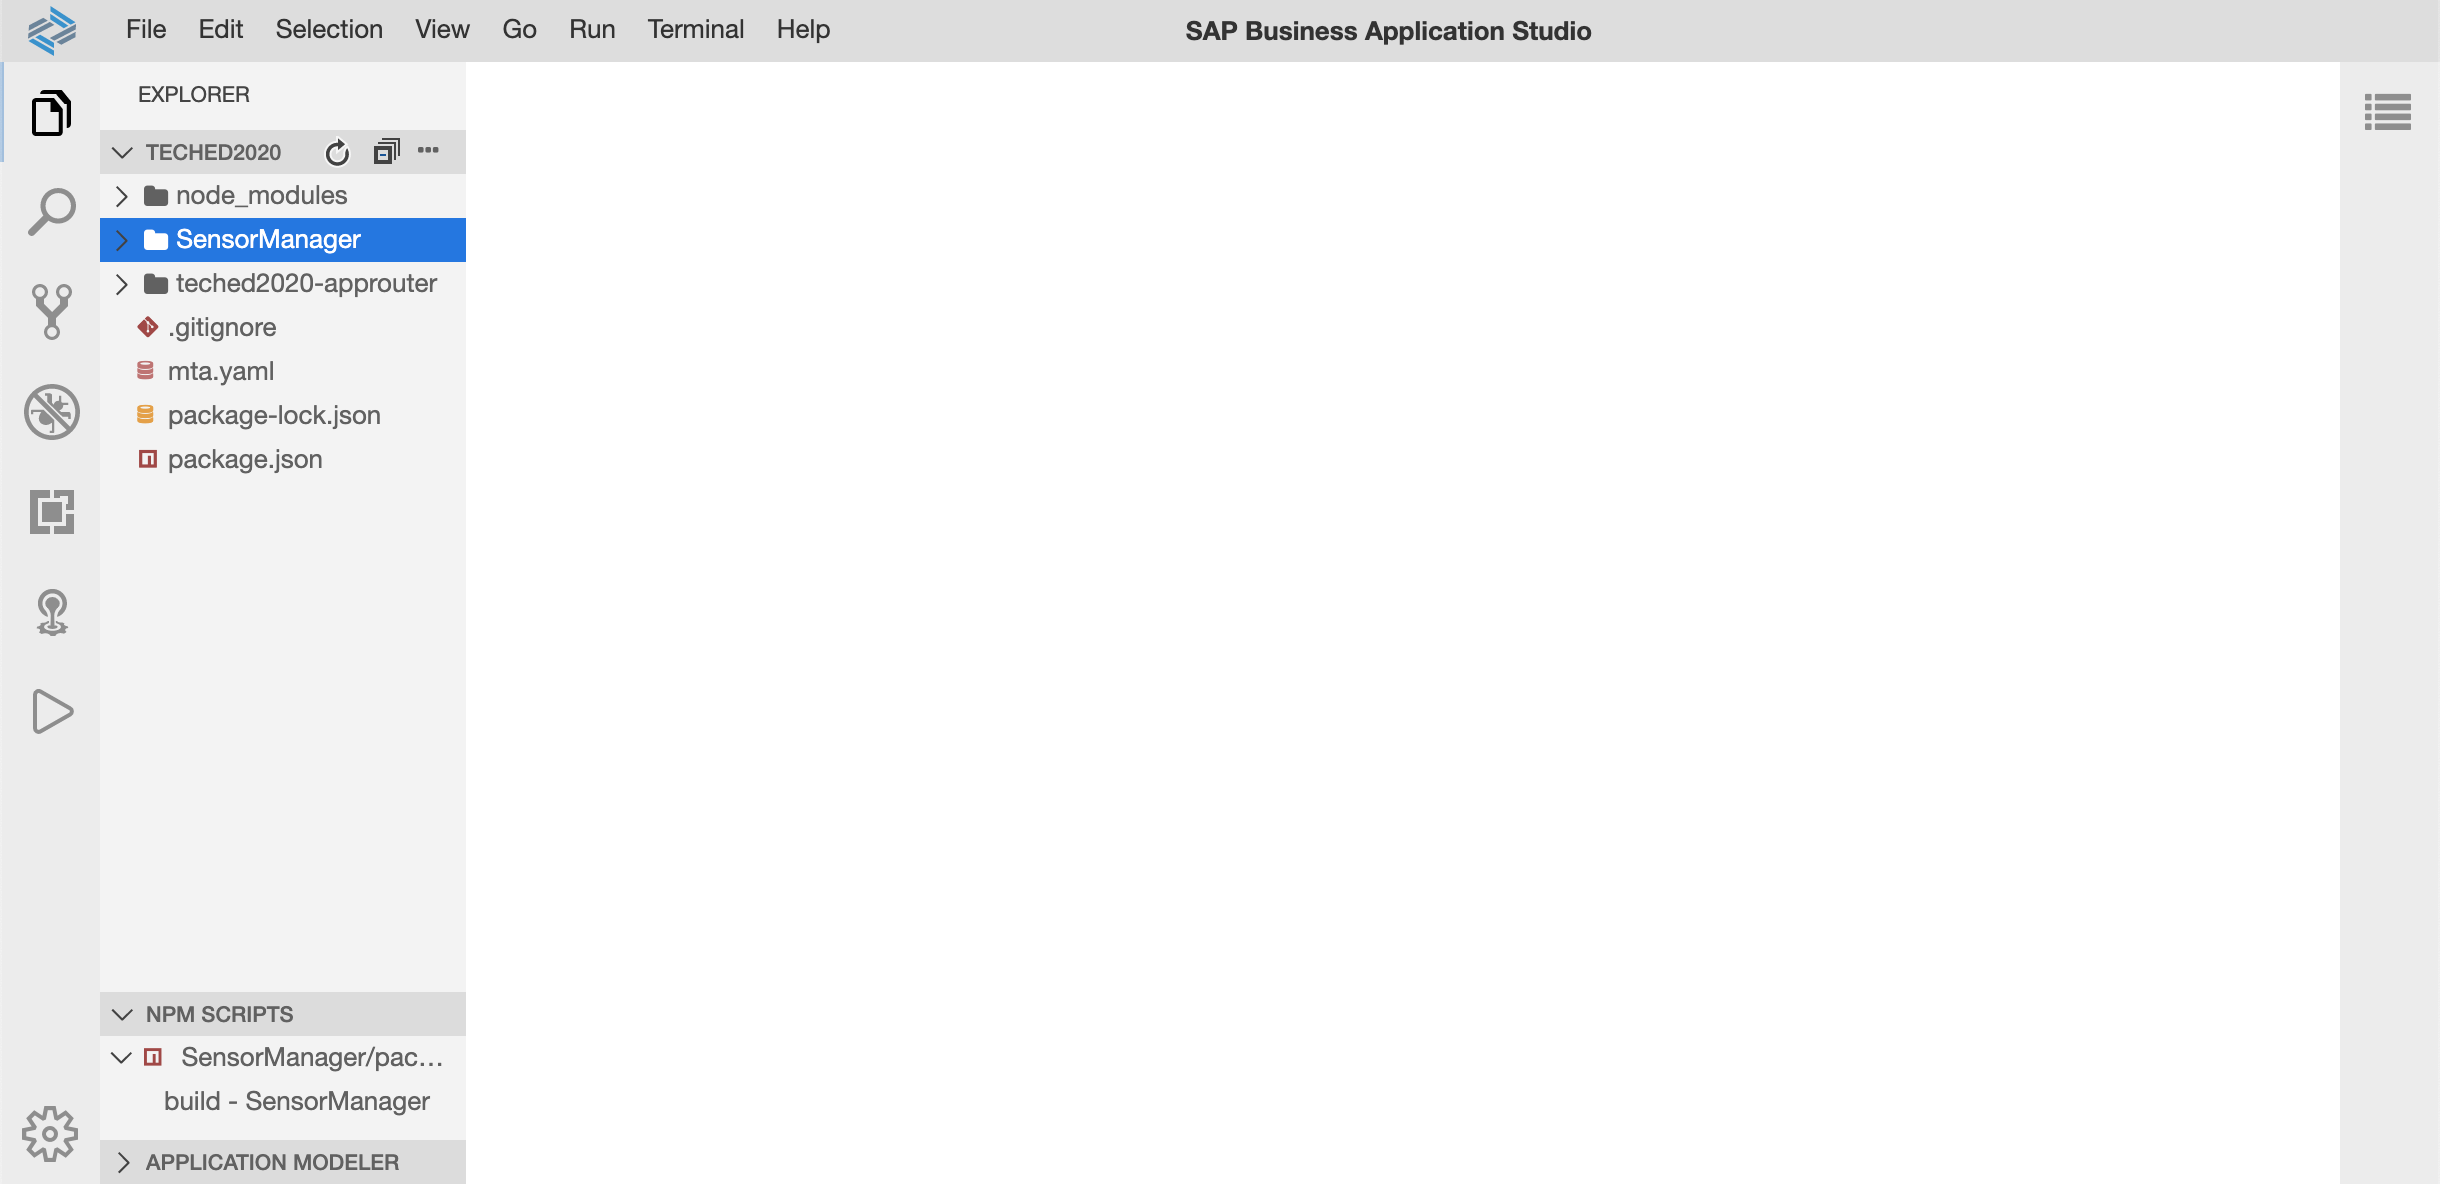 File Edit Selection View Go Run Terminal Help SAP Business Application Studio
EXPLORER
TECHED2020
node_modules
SensorManager
teched2020-approuter
.gitignore
mta.yaml
package-lock.json
package.json
NPM SCRIPTS
SensorManager/pac...
build - SensorManager
APPLICATION MODELER